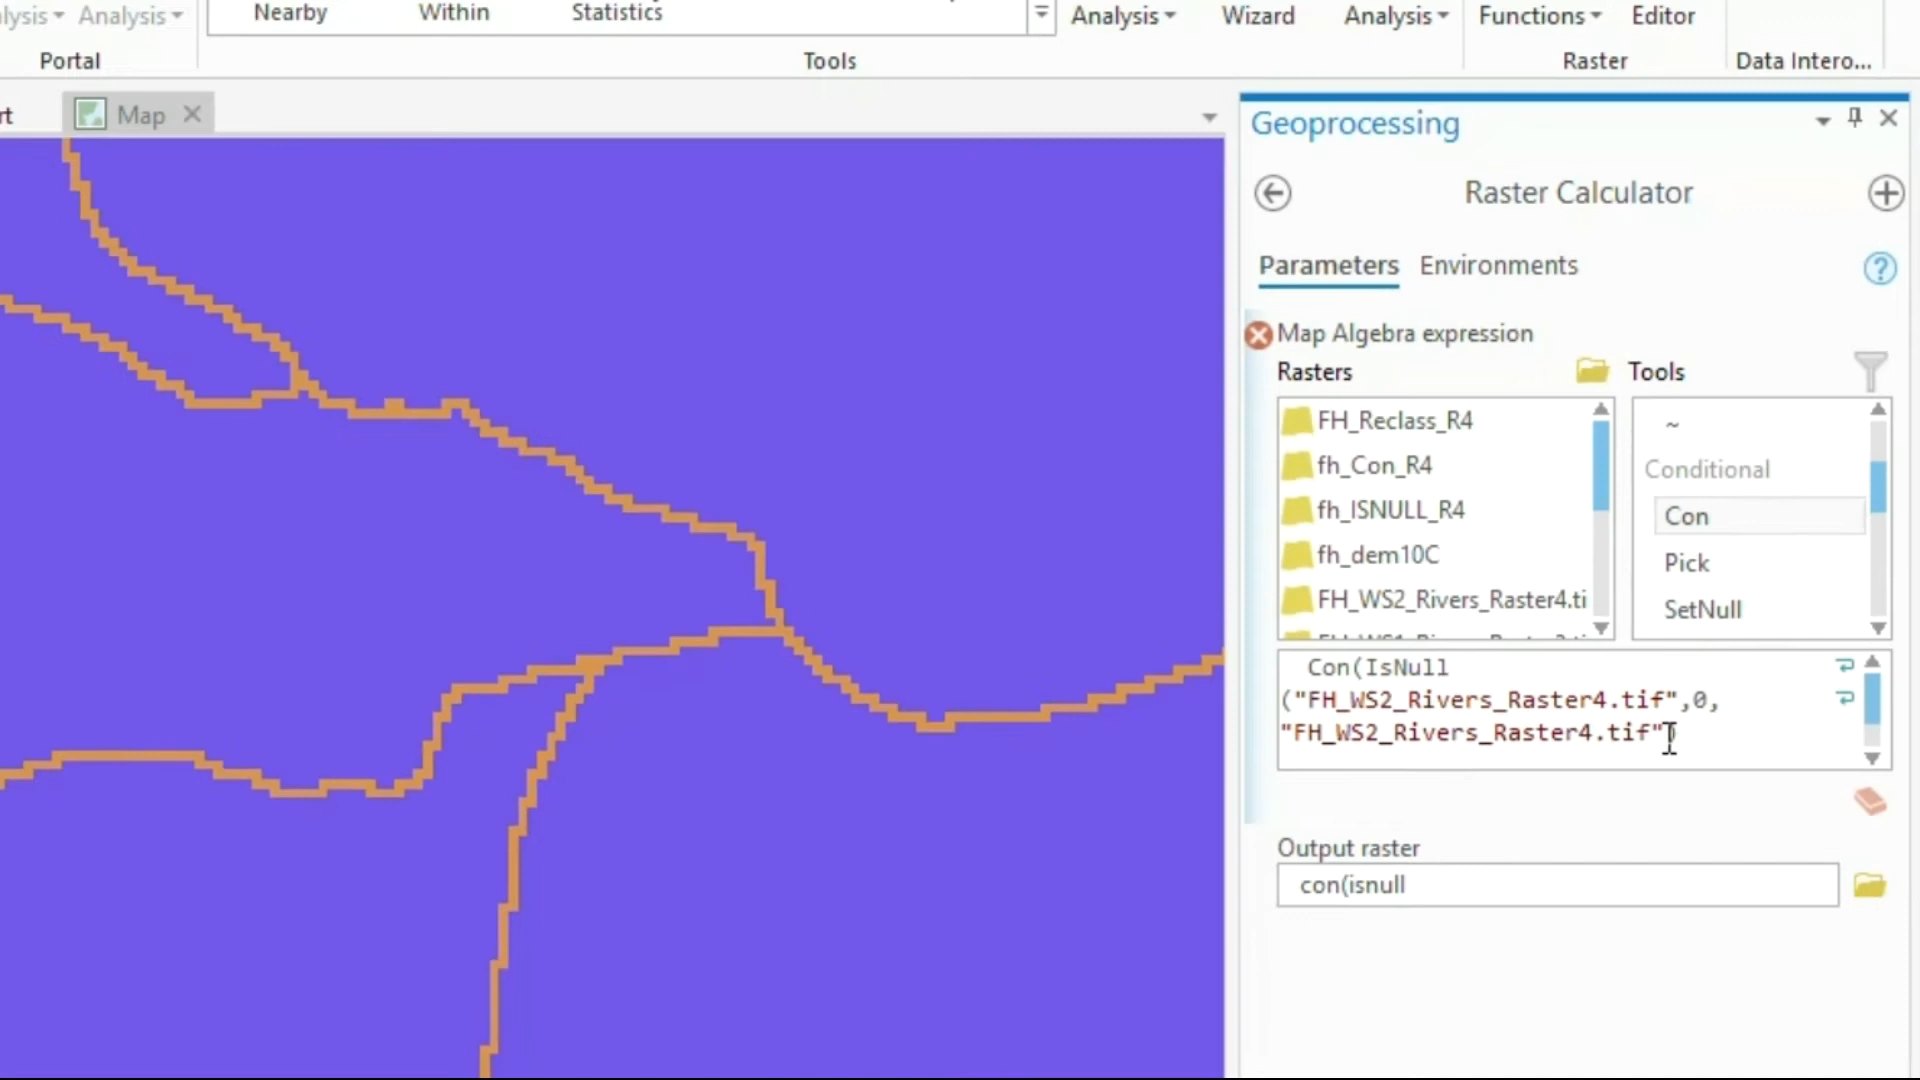 Analysis
Nearby
Within
Statistics
Analysis
Wizard
Analysis
Functions
Editor
Portal
Tools
Raster
Data Intero...
Map
Geoprocessing
Raster Calculator
Parameters
Environments
Map Algebra expression
Rasters
Tools
FH_Reclass_R4
fh_Con_R4
fh_ISNULL_R4
fh_dem10C
FH_WS2_Rivers_Raster4.ti
~
Conditional
Con
Pick
SetNull
Con(IsNull
("FH_WS2_Rivers_Raster4.tif",0,
"FH_WS2_Rivers_Raster4.tif"
Output raster
con(isnull